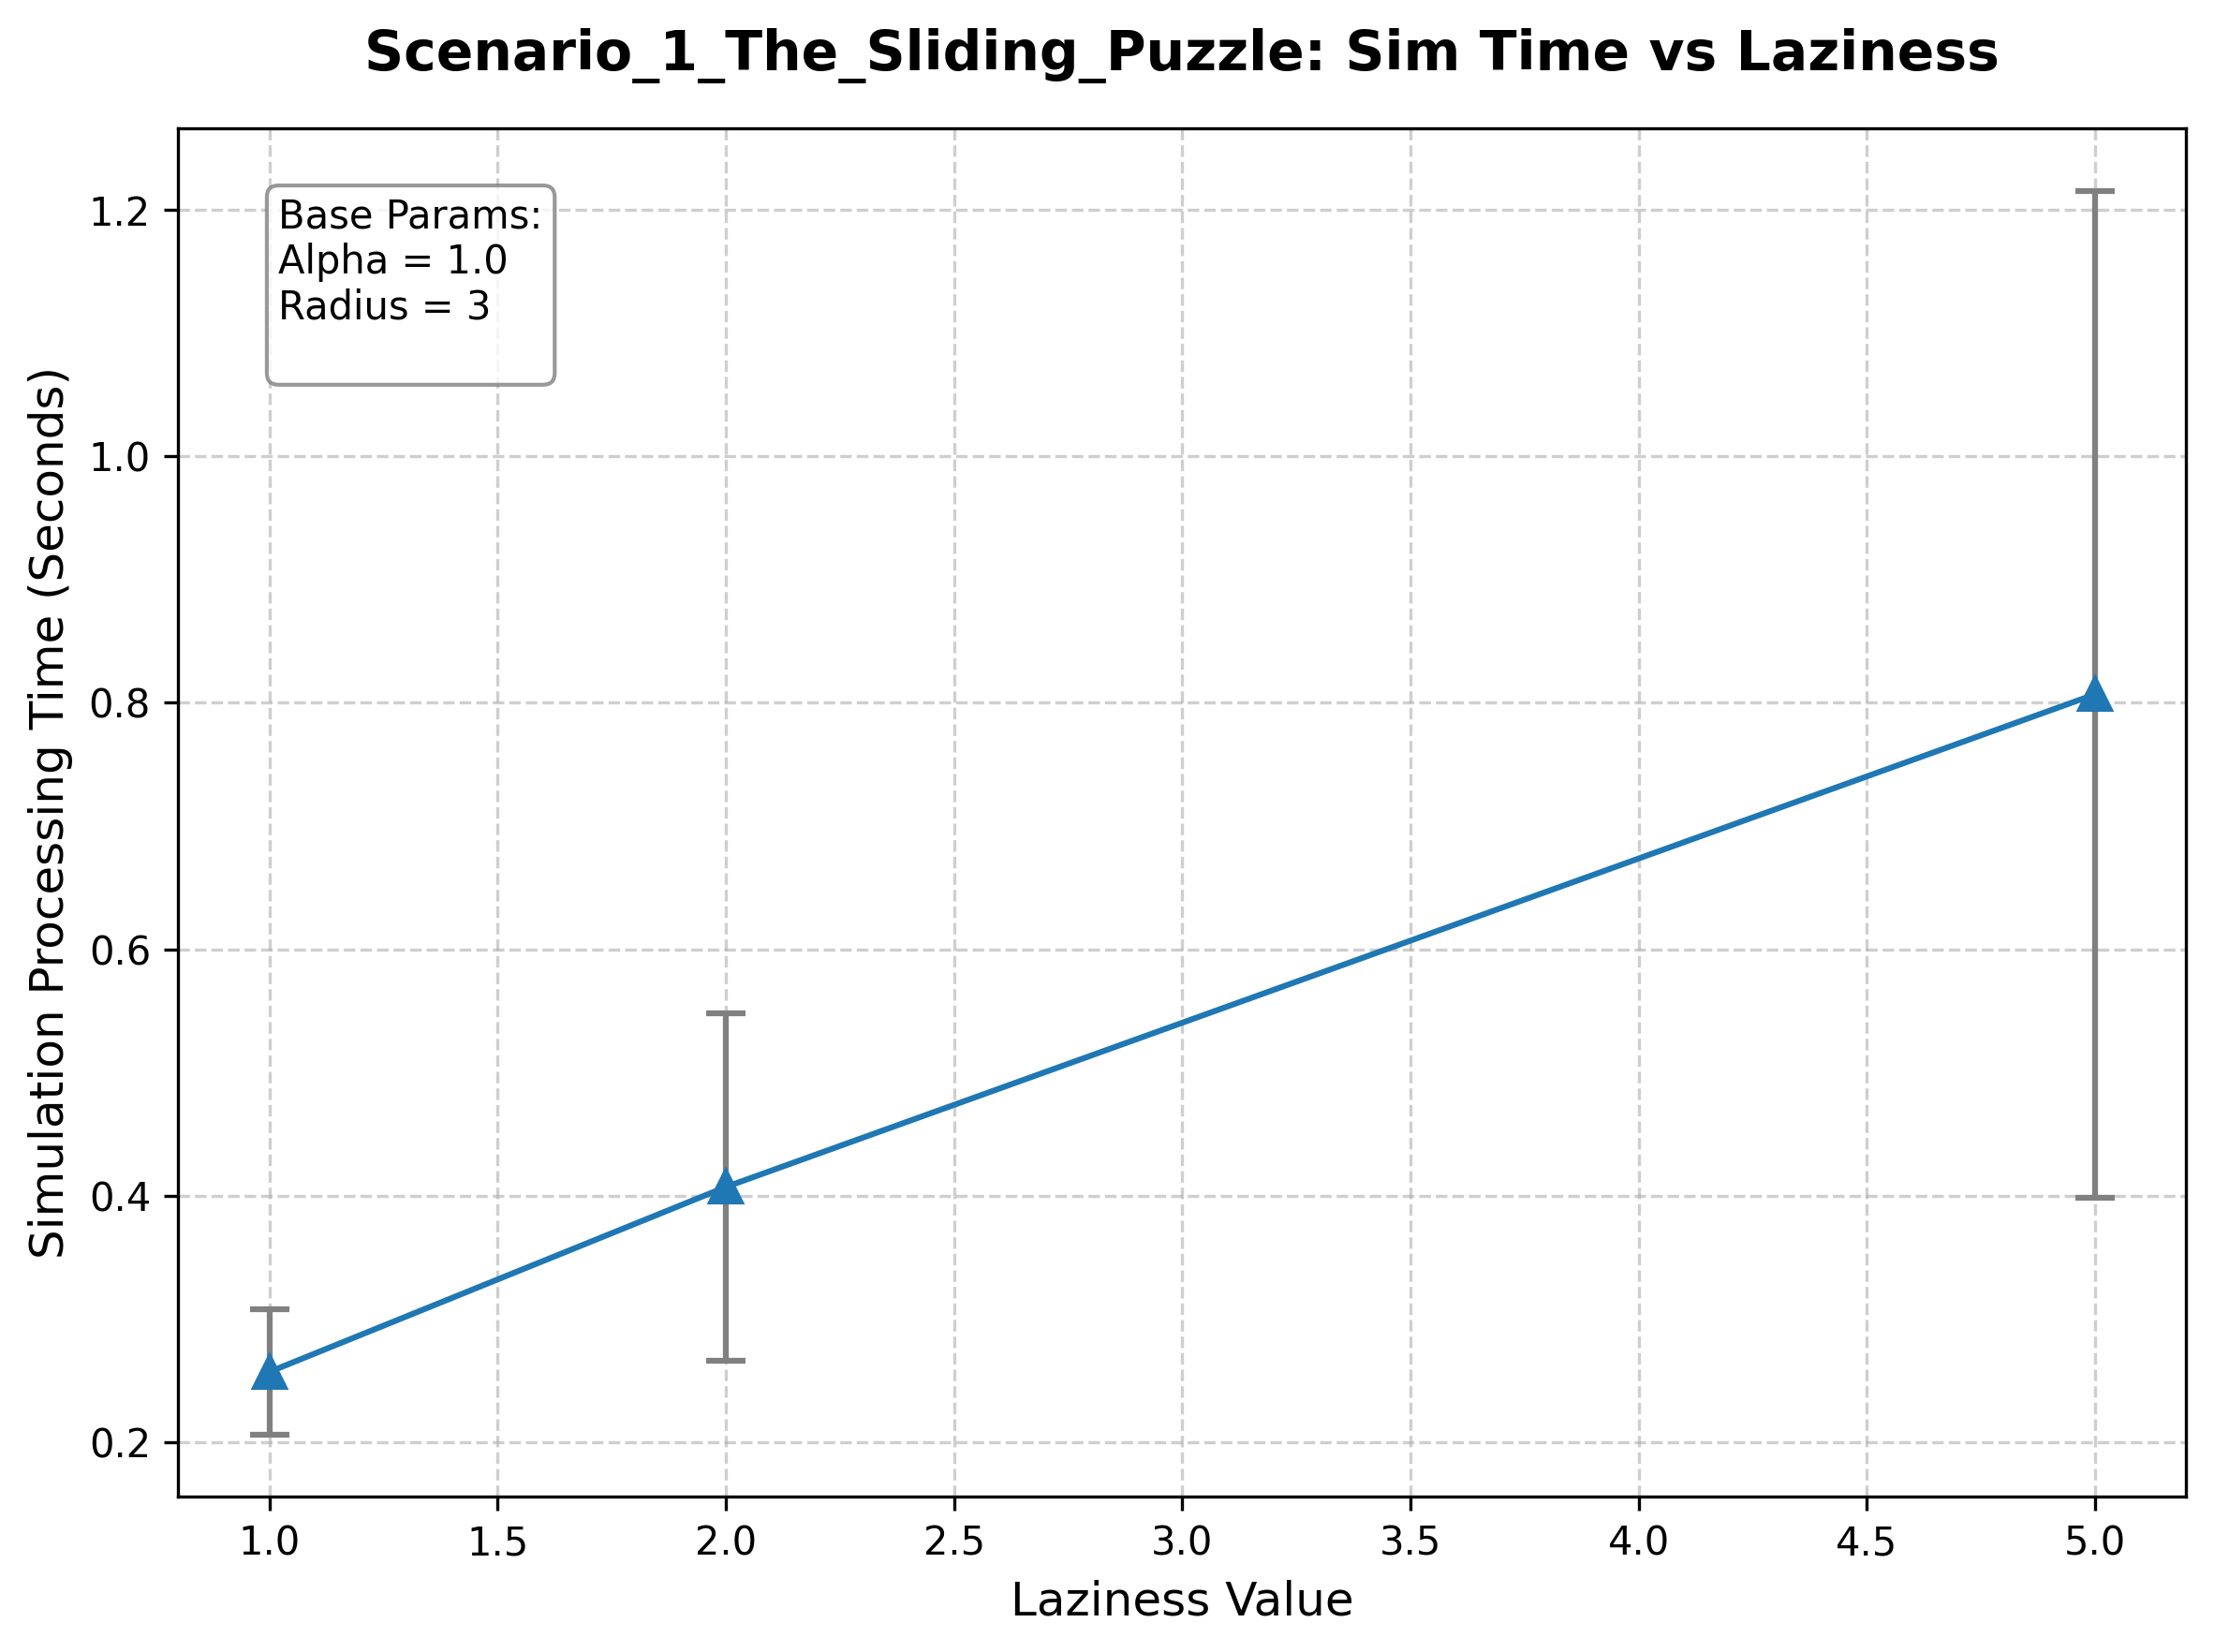 Scenario_1_The_Sliding_Puzzle: Sim Time vs Laziness
Base Params:
Alpha = 1.0
Radius = 3
Simulation Processing Time (Seconds)
1.2
1.0
0.8
0.6
0.4
0.2
1.0 1.5 2.0 2.5 3.0 3.5 4.0 4.5 5.0
Laziness Value